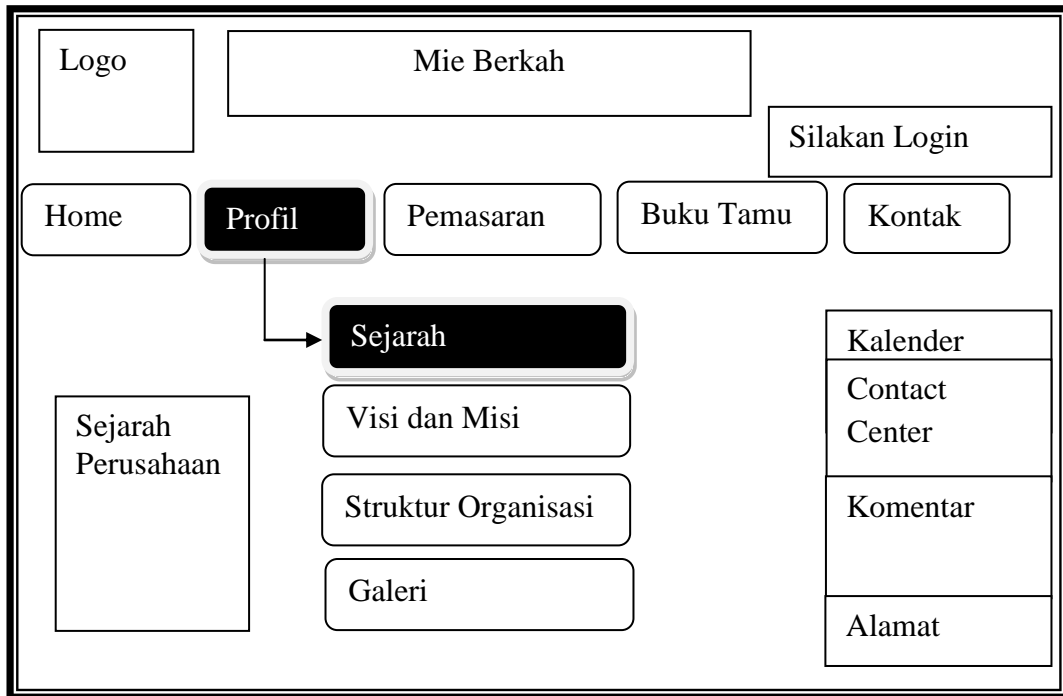 Logo
Mie Berkah
Silakan Login
Home
Profil
Pemasaran
Buku Tamu
Kontak
Sejarah
Visi dan Misi
Struktur Organisasi
Galeri
Sejarah
Perusahaan
Kalender
Contact
Center
Komentar
Alamat